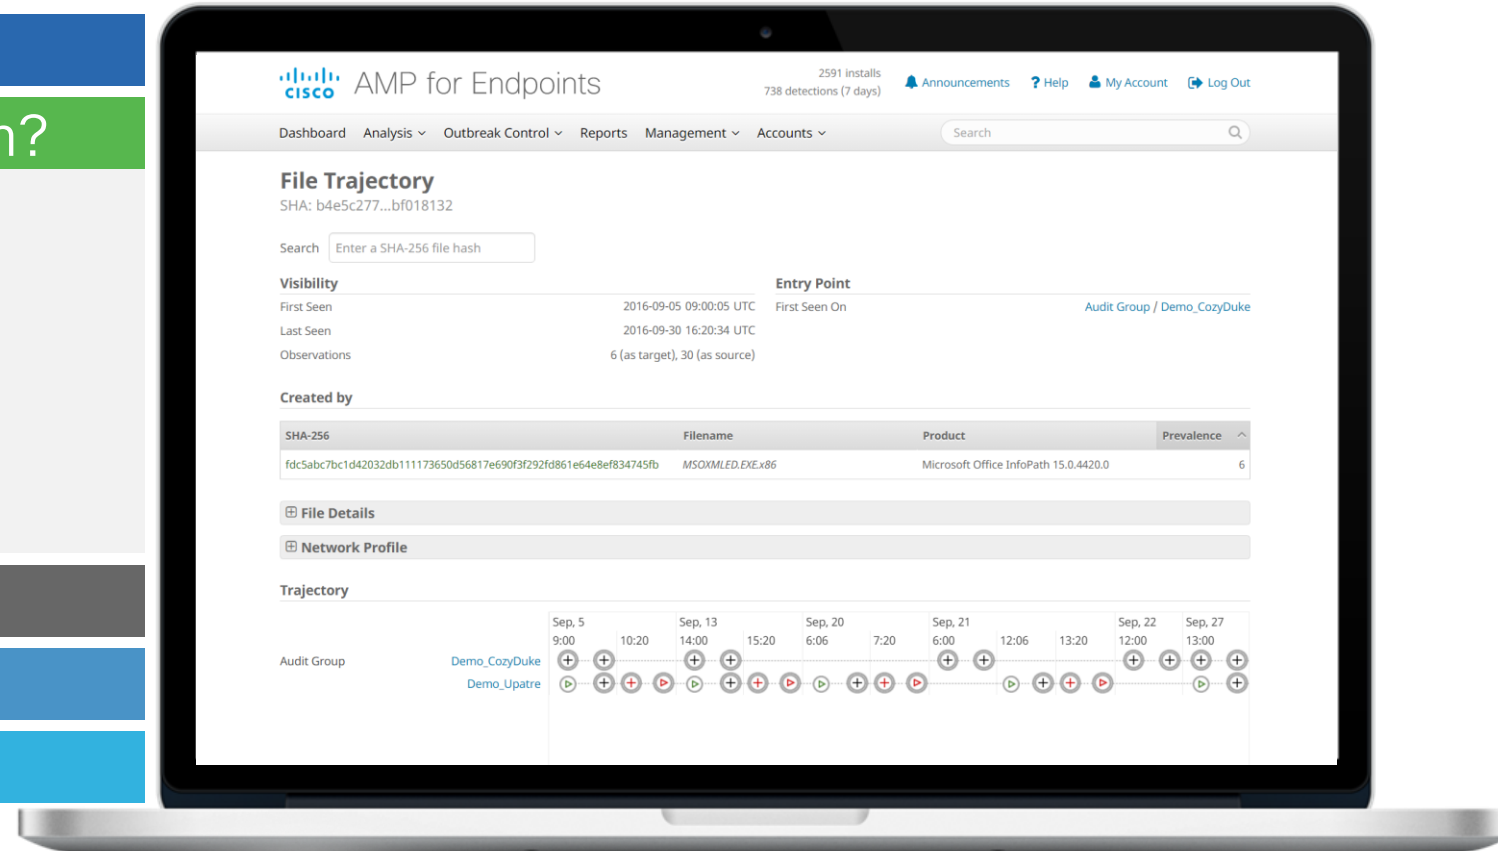 n?
cisco AMP for Endpoints
2591 installs
738 detections (7 days)
Announcements ? Help My Account Log Out
Dashboard Analysis Outbreak Control Reports Management Accounts Search
File Trajectory
SHA: b4e5c277...bf018132
Search Enter a SHA-256 file hash
Visibility Entry Point
First Seen 2016-09-05 09:00:05 UTC First Seen On Audit Group / Demo_CozyDuke
Last Seen 2016-09-30 16:20:34 UTC
Observations 6 (as target), 30 (as source)
Created by
SHA-256 Filename Product Prevalence
fdc5abc7bc1d42032db111173650d56817e690f3f292fd861e64e8ef834745fb MSOXMLED.EXE.x86 Microsoft Office InfoPath 15.0.4420.0 6
File Details
Network Profile
Trajectory
Sep, 5 Sep, 13 Sep, 20 Sep, 21 Sep, 22 Sep, 27
9:00 10:20 14:00 15:20 6:06 7:20 6:00 12:06 13:20 12:00 13:00
Audit Group Demo_CozyDuke
Demo_Upatre